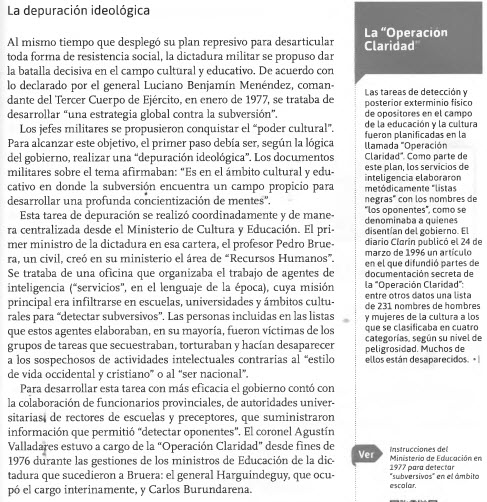 La depuración ideológica
Al mismo tiempo que desplegó su plan represivo para desarticular
toda forma de resistencia social, la dictadura militar se propuso dar
la batalla decisiva en el campo cultural y educativo. De acuerdo con
lo declarado por el general Luciano Benjamín Menéndez, coman-
dante del Tercer Cuerpo de Ejército, en enero de 1977, se trataba de
desarrollar “una estrategia global contra la subversión”.
Los jefes militares se propusieron conquistar el “poder cultural”.
Para alcanzar este objetivo, el primer paso debía ser, según la lógica
del gobierno, realizar una “depuración ideológica”. Los documentos
militares sobre el tema afirmaban: “Es en el ámbito cultural y edu-
cativo en donde la subversión encuentra un campo propicio para
desarrollar una profunda concientización de mentes”.
Esta tarea de depuración se realizó coordinadamente y de mane-
ra centralizada desde el Ministerio de Cultura y Educación. El pri-
mer ministro de la dictadura en esa cartera, el profesor Pedro Brue-
ra, un civil, creó en su ministerio el área de “Recursos Humanos”.
Se trataba de una oficina que organizaba el trabajo de agentes de
inteligencia (“servicios”, en el lenguaje de la época), cuya misión
principal era infiltrarse en escuelas, universidades y ámbitos cultu-
rales para “detectar subversivos”. Las personas incluidas en las listas
que estos agentes elaboraban, en su mayoría, fueron víctimas de los
grupos de tareas que secuestraban, torturaban y hacían desaparecer
a los sospechosos de actividades intelectuales contrarias al “estilo
de vida occidental y cristiano” o al “ser nacional”.
Para desarrollar esta tarea con más eficacia el gobierno contó con
la colaboración de funcionarios provinciales, de autoridades univer-
sitarias, de rectores de escuelas y preceptores, que suministraron
información que permitió “detectar oponentes”. El coronel Agustín
Valladares estuvo a cargo de la “Operación Claridad” desde fines de
1976 durante las gestiones de los ministros de Educación de la dic-
tadura que sucedieron a Bruera: el general Harguindeguy, que ocu-
pó el cargo interinamente, y Carlos Burundarena.
La “Operación
Claridad”
Las tareas de detección y
posterior exterminio físico
de opositores en el campo
de la educación y la cultura
fueron planificadas en la
llamada “Operación
Claridad”. Como parte de
este plan, los servicios de
inteligencia elaboraron
metódicamente “listas
negras” con los nombres de
“los oponentes”, como se
denominaba a quienes
disentían del gobierno. El
diario Clarín publicó el 24 de
marzo de 1996 un artículo
en el que difundió partes de
documentación secreta de
la “Operación Claridad”:
entre otros datos una lista
de 231 nombres de hombres
y mujeres de la cultura a los
que se clasificaba en cuatro
categorías, según su nivel de
peligrosidad. Muchos de
ellos están desaparecidos.
Ver
Instrucciones del
Ministerio de Educación en
1977 para detectar
“subversivos” en el ámbito
escolar.